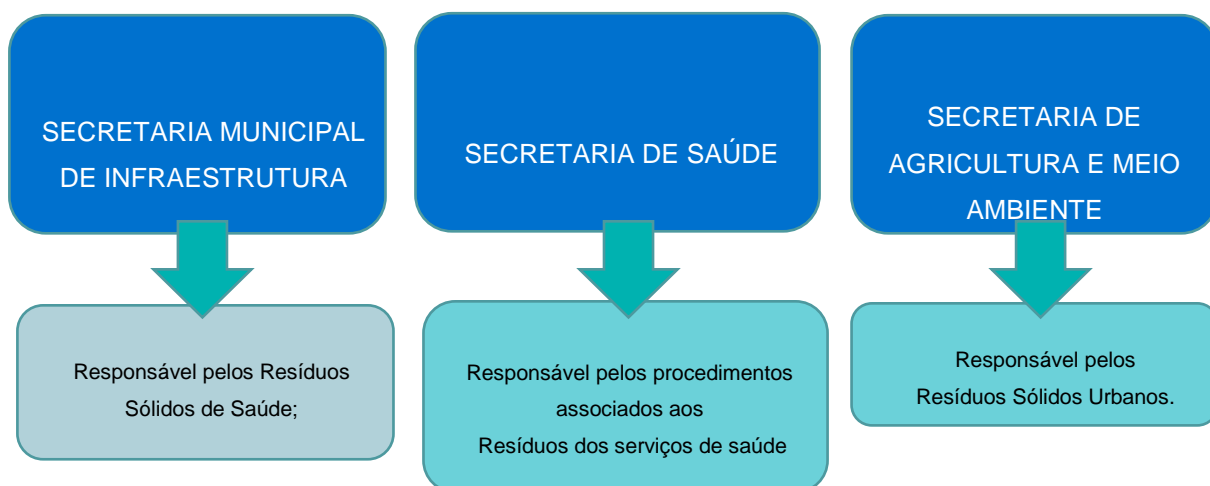 SECRETARIA MUNICIPAL
DE INFRAESTRUTURA
Responsável pelos Resíduos
Sólidos de Saúde;
SECRETARIA DE SAÚDE
Responsável pelos procedimentos
associados aos
Resíduos dos serviços de saúde
SECRETARIA DE
AGRICULTURA E MEIO
AMBIENTE
Responsável pelos
Resíduos Sólidos Urbanos.